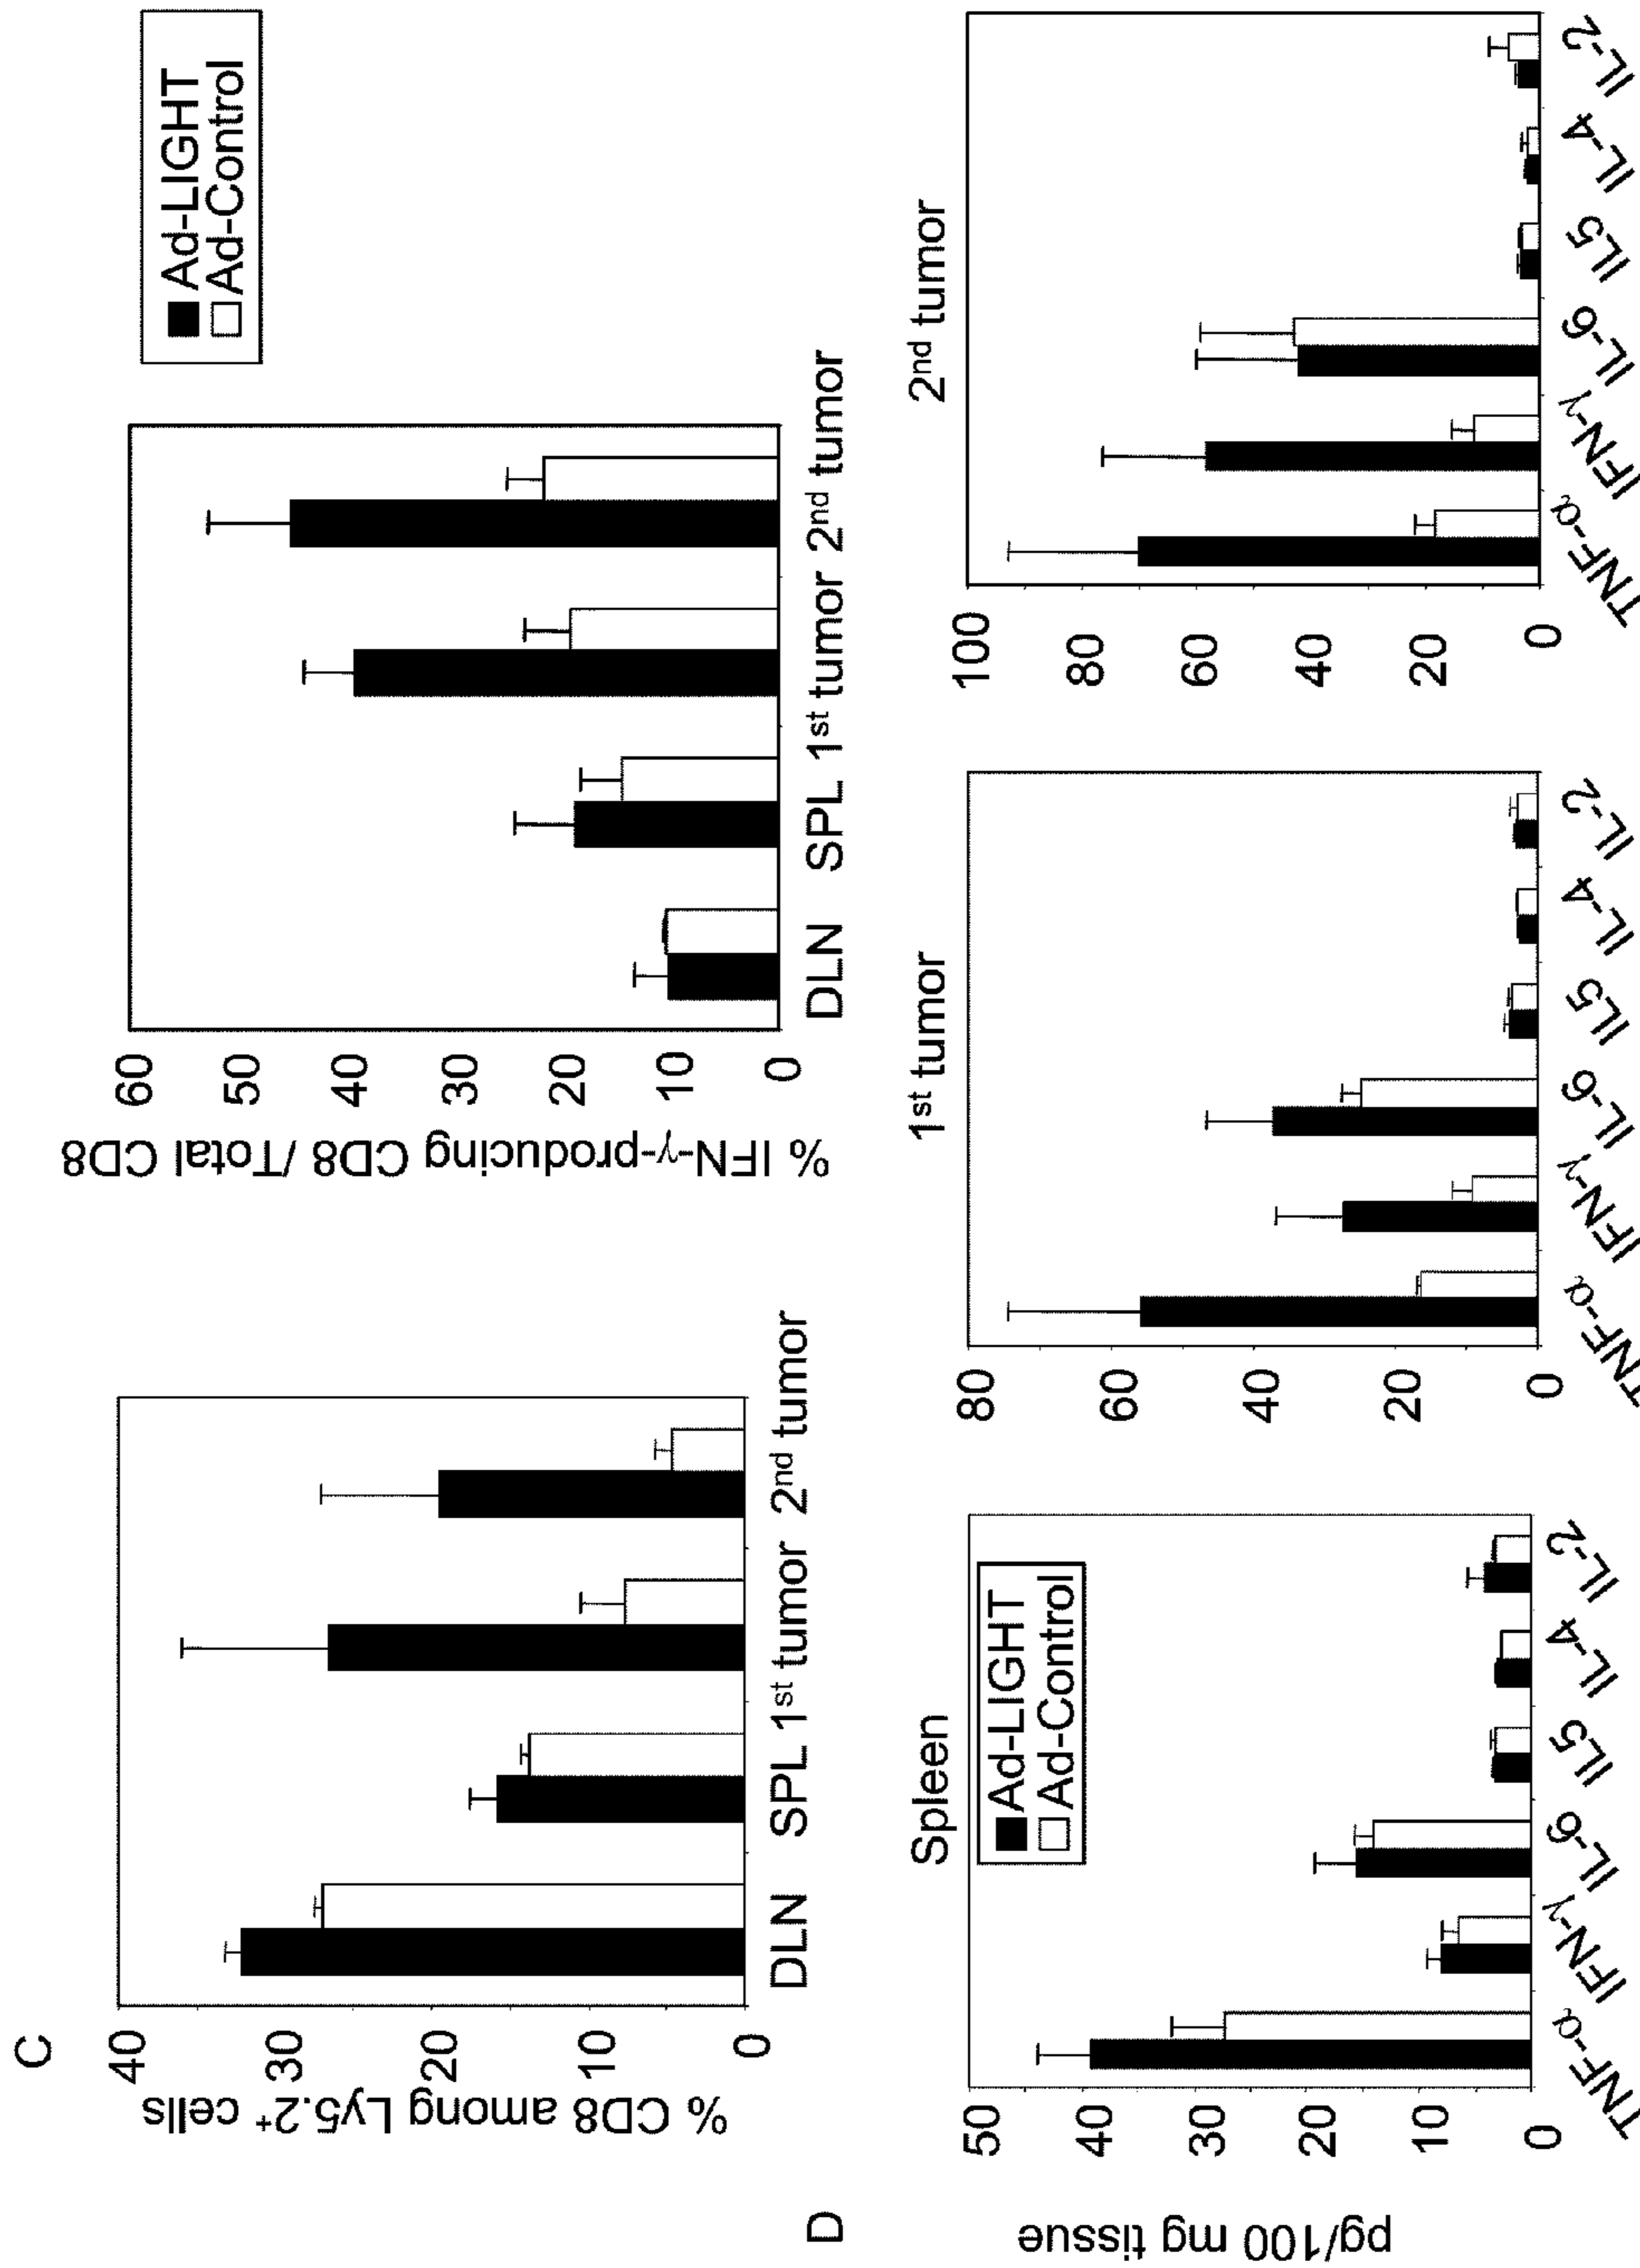 C
% CD8 among Ly5.2+ cells
40
30
20
10
0
DLN SPL 1st tumor 2nd tumor
% IFN-γ-producing CD8 /Total CD8
60
50
40
30
20
10
0
DLN SPL 1st tumor 2nd tumor
Ad-LIGHT
Ad-Control
D
pg/100 mg tissue
Spleen
Ad-LIGHT
Ad-Control
50
40
30
20
10
0
TNF-α IFN-γ IL-6 IL5 IL-4 IL-2
1st tumor
80
60
40
20
0
TNF-α IFN-γ IL-6 IL5 IL-4 IL-2
2nd tumor
100
80
60
40
20
0
TNF-α IFN-γ IL-6 IL5 IL-4 IL-2